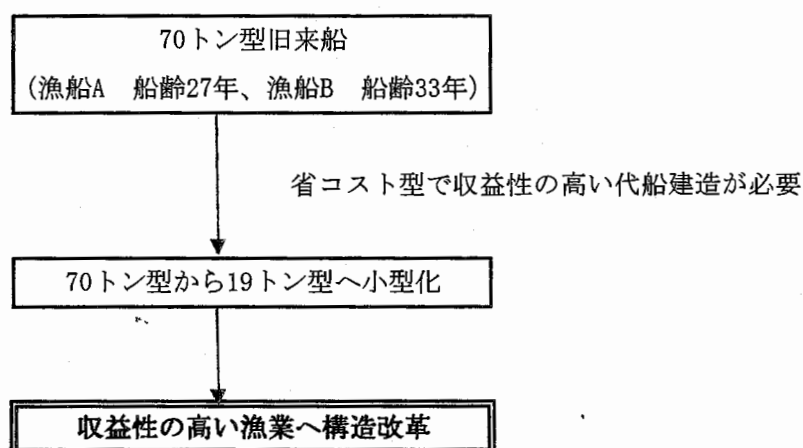 70トン型旧来船
(漁船A　船齢27年、漁船B　船齢33年)
省コスト型で収益性の高い代船建造が必要
70トン型から19トン型へ小型化
収益性の高い漁業へ構造改革